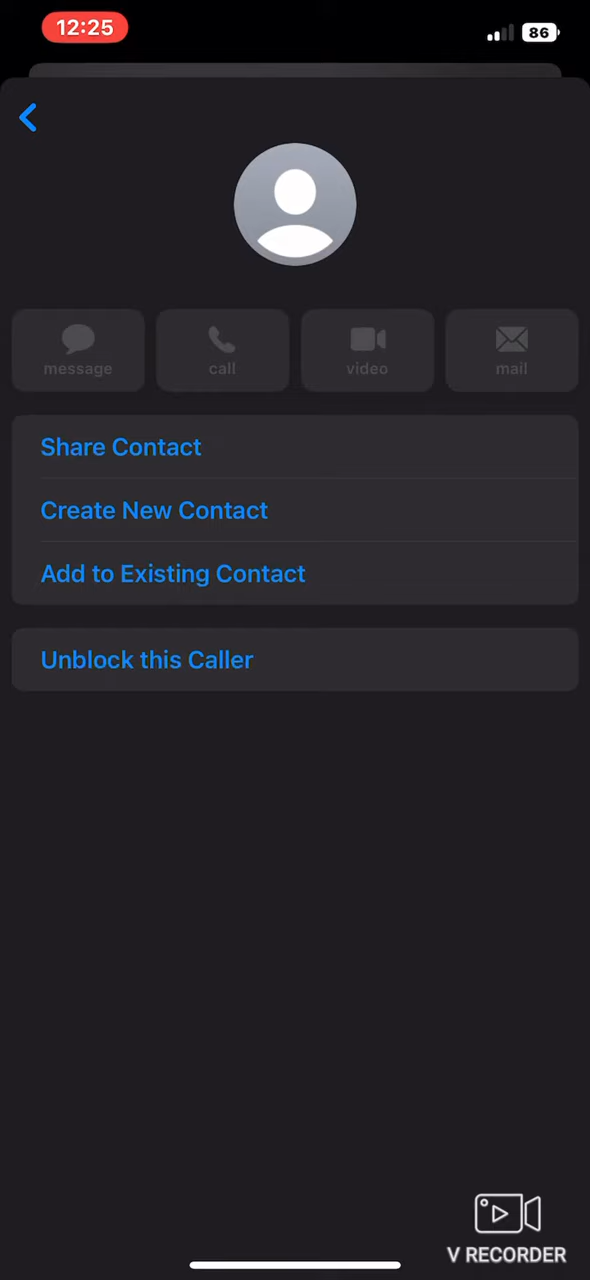 12:25
86
message
call
video
mail
Share Contact
Create New Contact
Add to Existing Contact
Unblock this Caller
V RECORDER